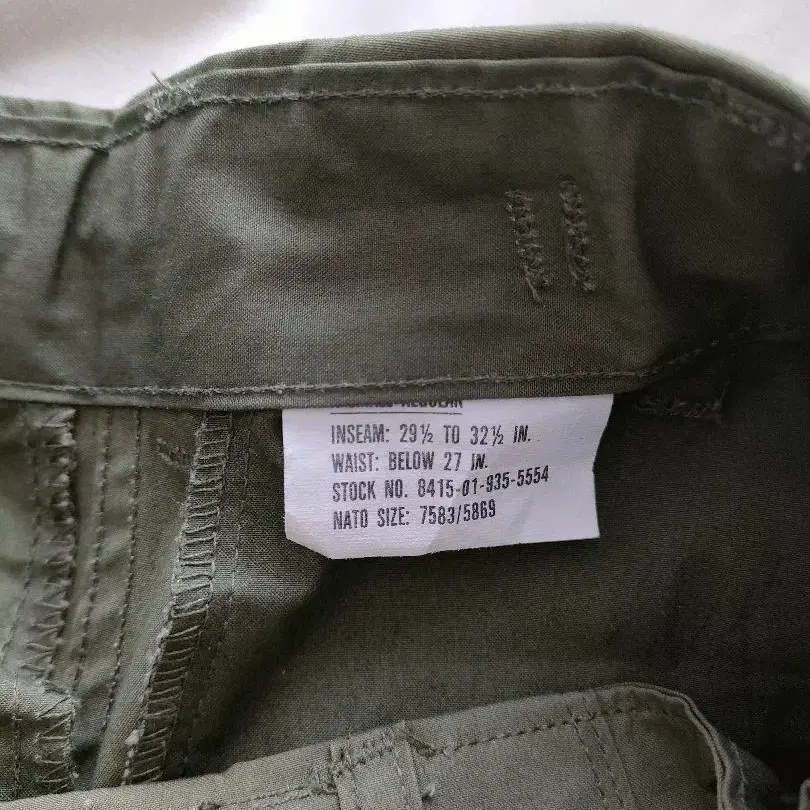 REGULAR
INSEAM: 29½ TO 32½ IN.
WAIST: BELOW 27 IN.
STOCK NO. 8415-01-935-5554
NATO SIZE: 7583/5869